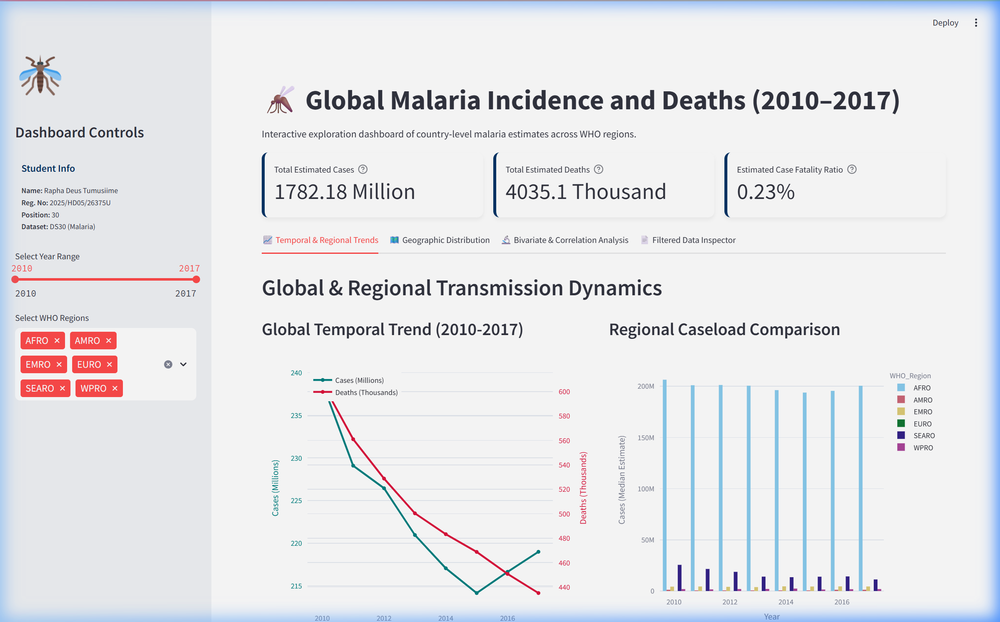 Deploy
Dashboard Controls
Student Info
Name: Rapha Deus Tumusiime
Reg. No: 2025/HD05/26375U
Position: 30
Dataset: DS30 (Malaria)
Select Year Range
2010 2017
2010 2017
Select WHO Regions
AFRO AMRO
EMRO EURO
SEARO WPRO
Global Malaria Incidence and Deaths (2010–2017)
Interactive exploration dashboard of country-level malaria estimates across WHO regions.
Total Estimated Cases
1782.18 Million
Total Estimated Deaths
4035.1 Thousand
Estimated Case Fatality Ratio
0.23%
Temporal & Regional Trends Geographic Distribution Bivariate & Correlation Analysis Filtered Data Inspector
Global & Regional Transmission Dynamics
Global Temporal Trend (2010-2017)
Cases (Millions)
Deaths (Thousands)
240
235
230
225
220
215
Cases (Millions)
600
580
560
540
520
500
480
460
440
Deaths (Thousands)
2010 2012 2014 2016
Regional Caseload Comparison
200M
150M
100M
50M
0
Cases (Median Estimate)
2010 2012 2014 2016
Year
WHO_Region
AFRO
AMRO
EMRO
EURO
SEARO
WPRO